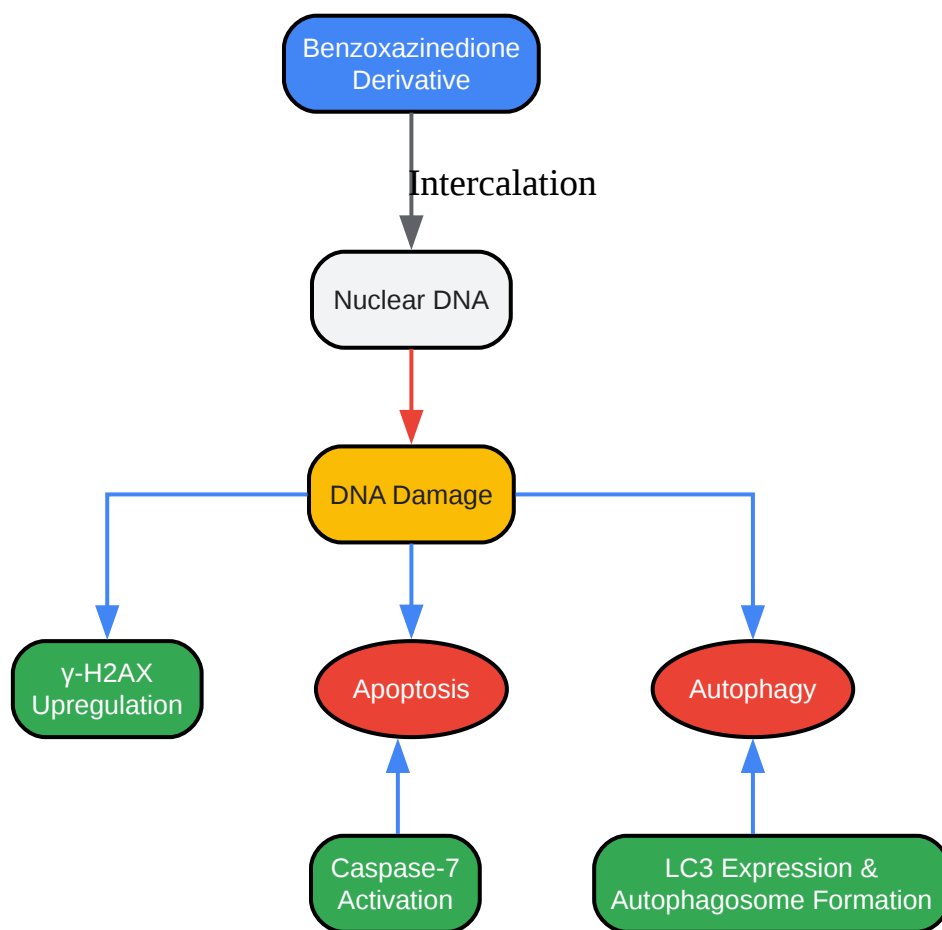 Benzoxazinedione
Derivative
Intercalation
Nuclear DNA
DNA Damage
γ-H2AX
Upregulation
Apoptosis
Autophagy
Caspase-7
Activation
LC3 Expression &
Autophagosome Formation